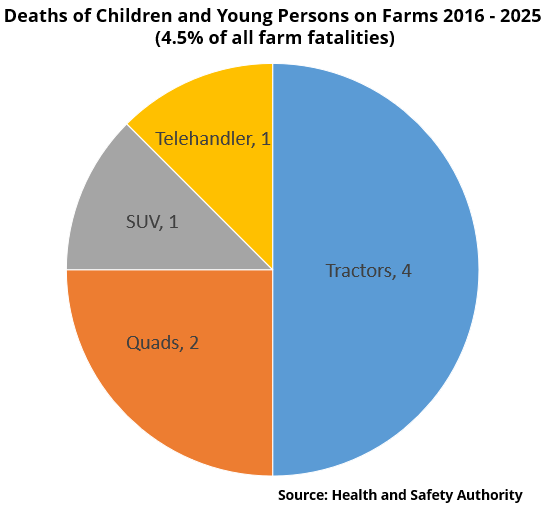 Deaths of Children and Young Persons on Farms 2016 - 2025
(4.5% of all farm fatalities)
Telehandler, 1
SUV, 1
Tractors, 4
Quads, 2
Source: Health and Safety Authority